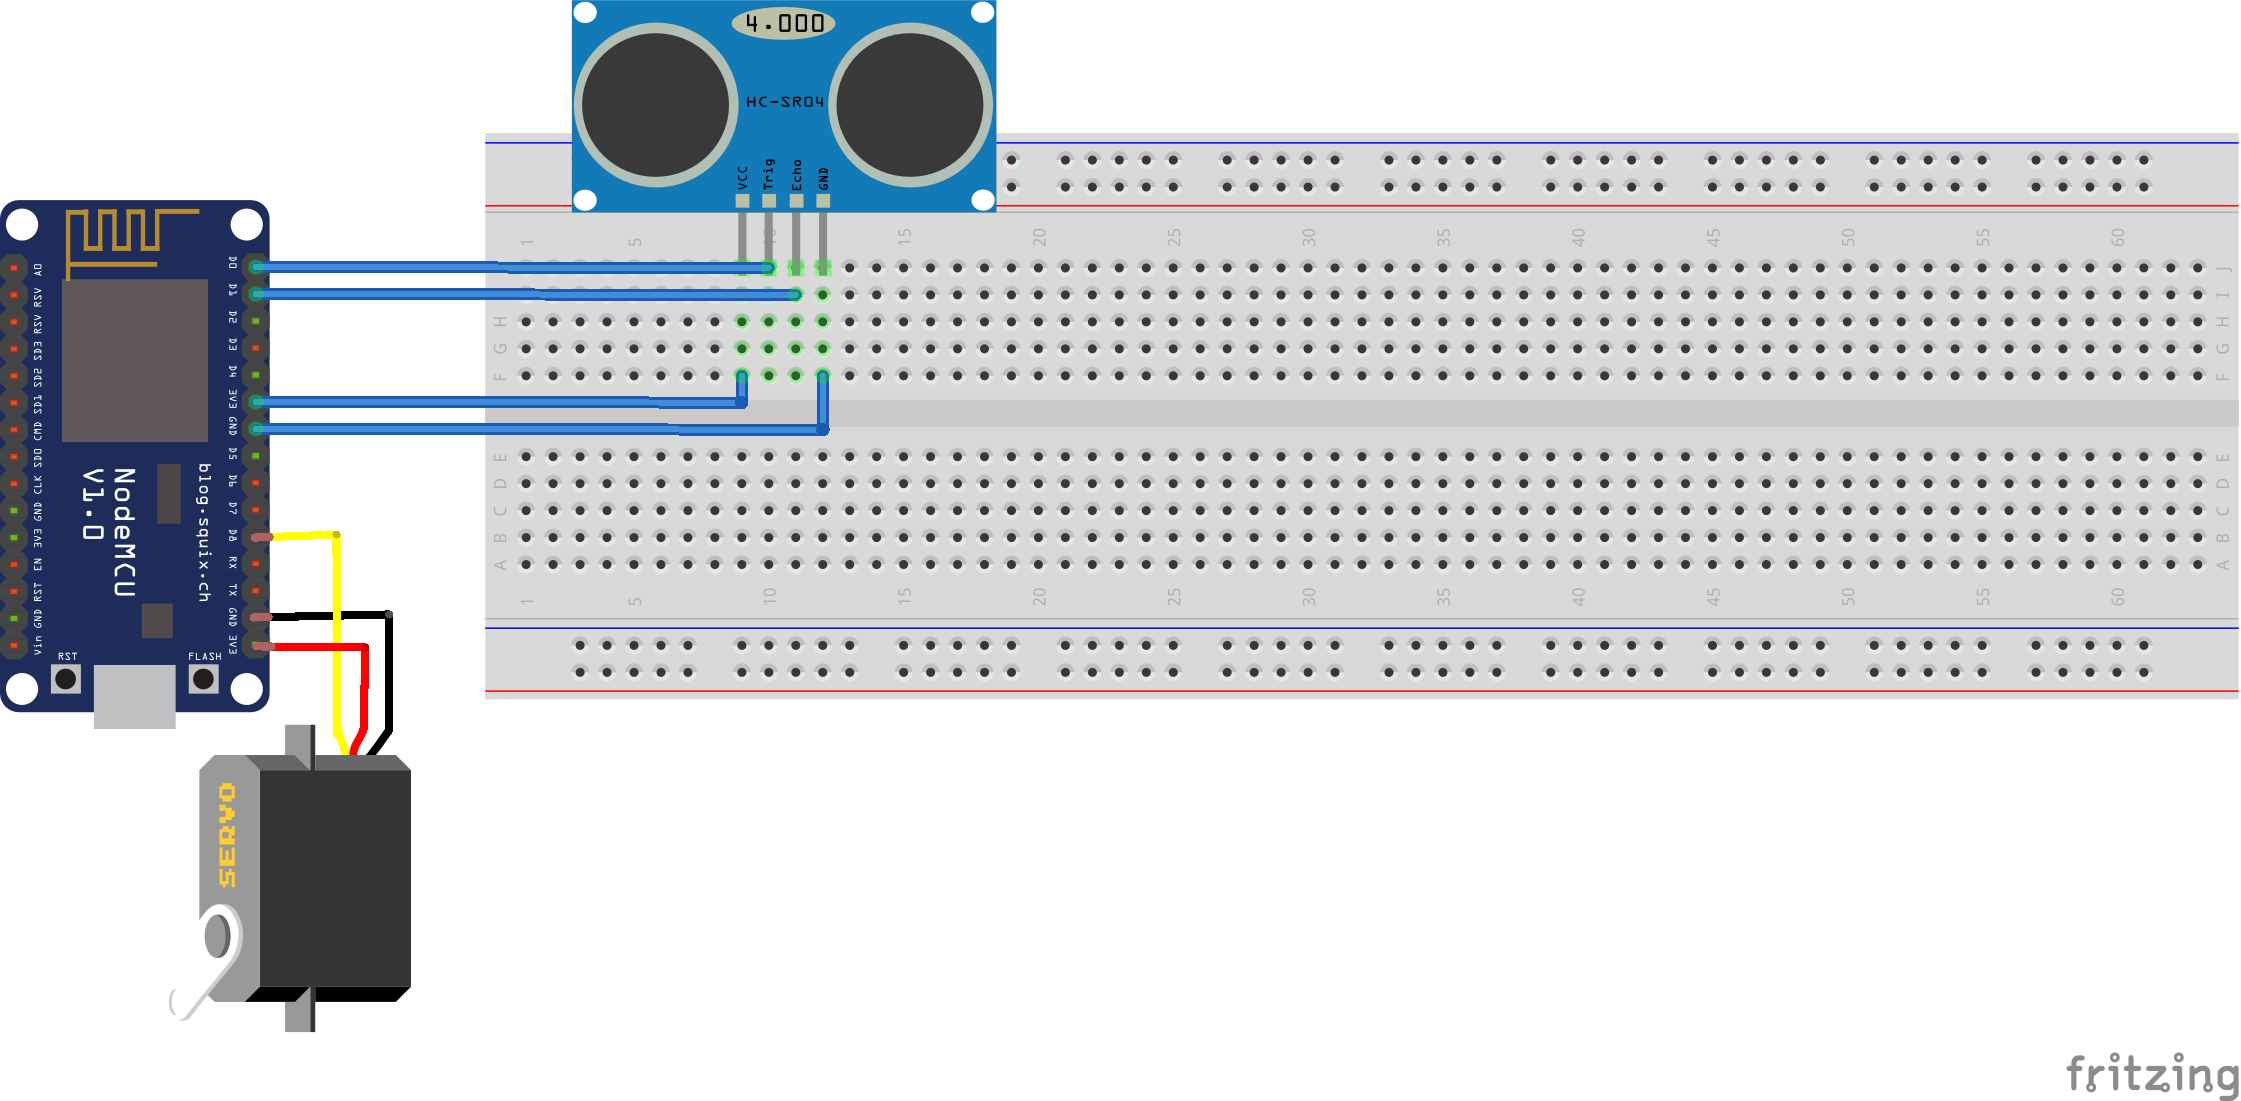 4.000
HC-SR04
VCC
Trig
Echo
GND
1
5
10
15
20
25
30
35
40
45
50
55
60
J
I
H
H
G
G
F
F
E
E
D
D
C
C
B
B
A
A
1
5
10
15
20
25
30
35
40
45
50
55
60
A0
RSV
RSV
SD3
SD2
SD1
CMD
SD0
CLK
GND
3V3
EN
RST
GND
Vin
D0
D1
D2
D3
D4
3V3
GND
D5
D6
D7
D8
RX
TX
GND
3V3
NodeMCU
V1.0
blog.squix.ch
RST
FLASH
SERVO
fritzing